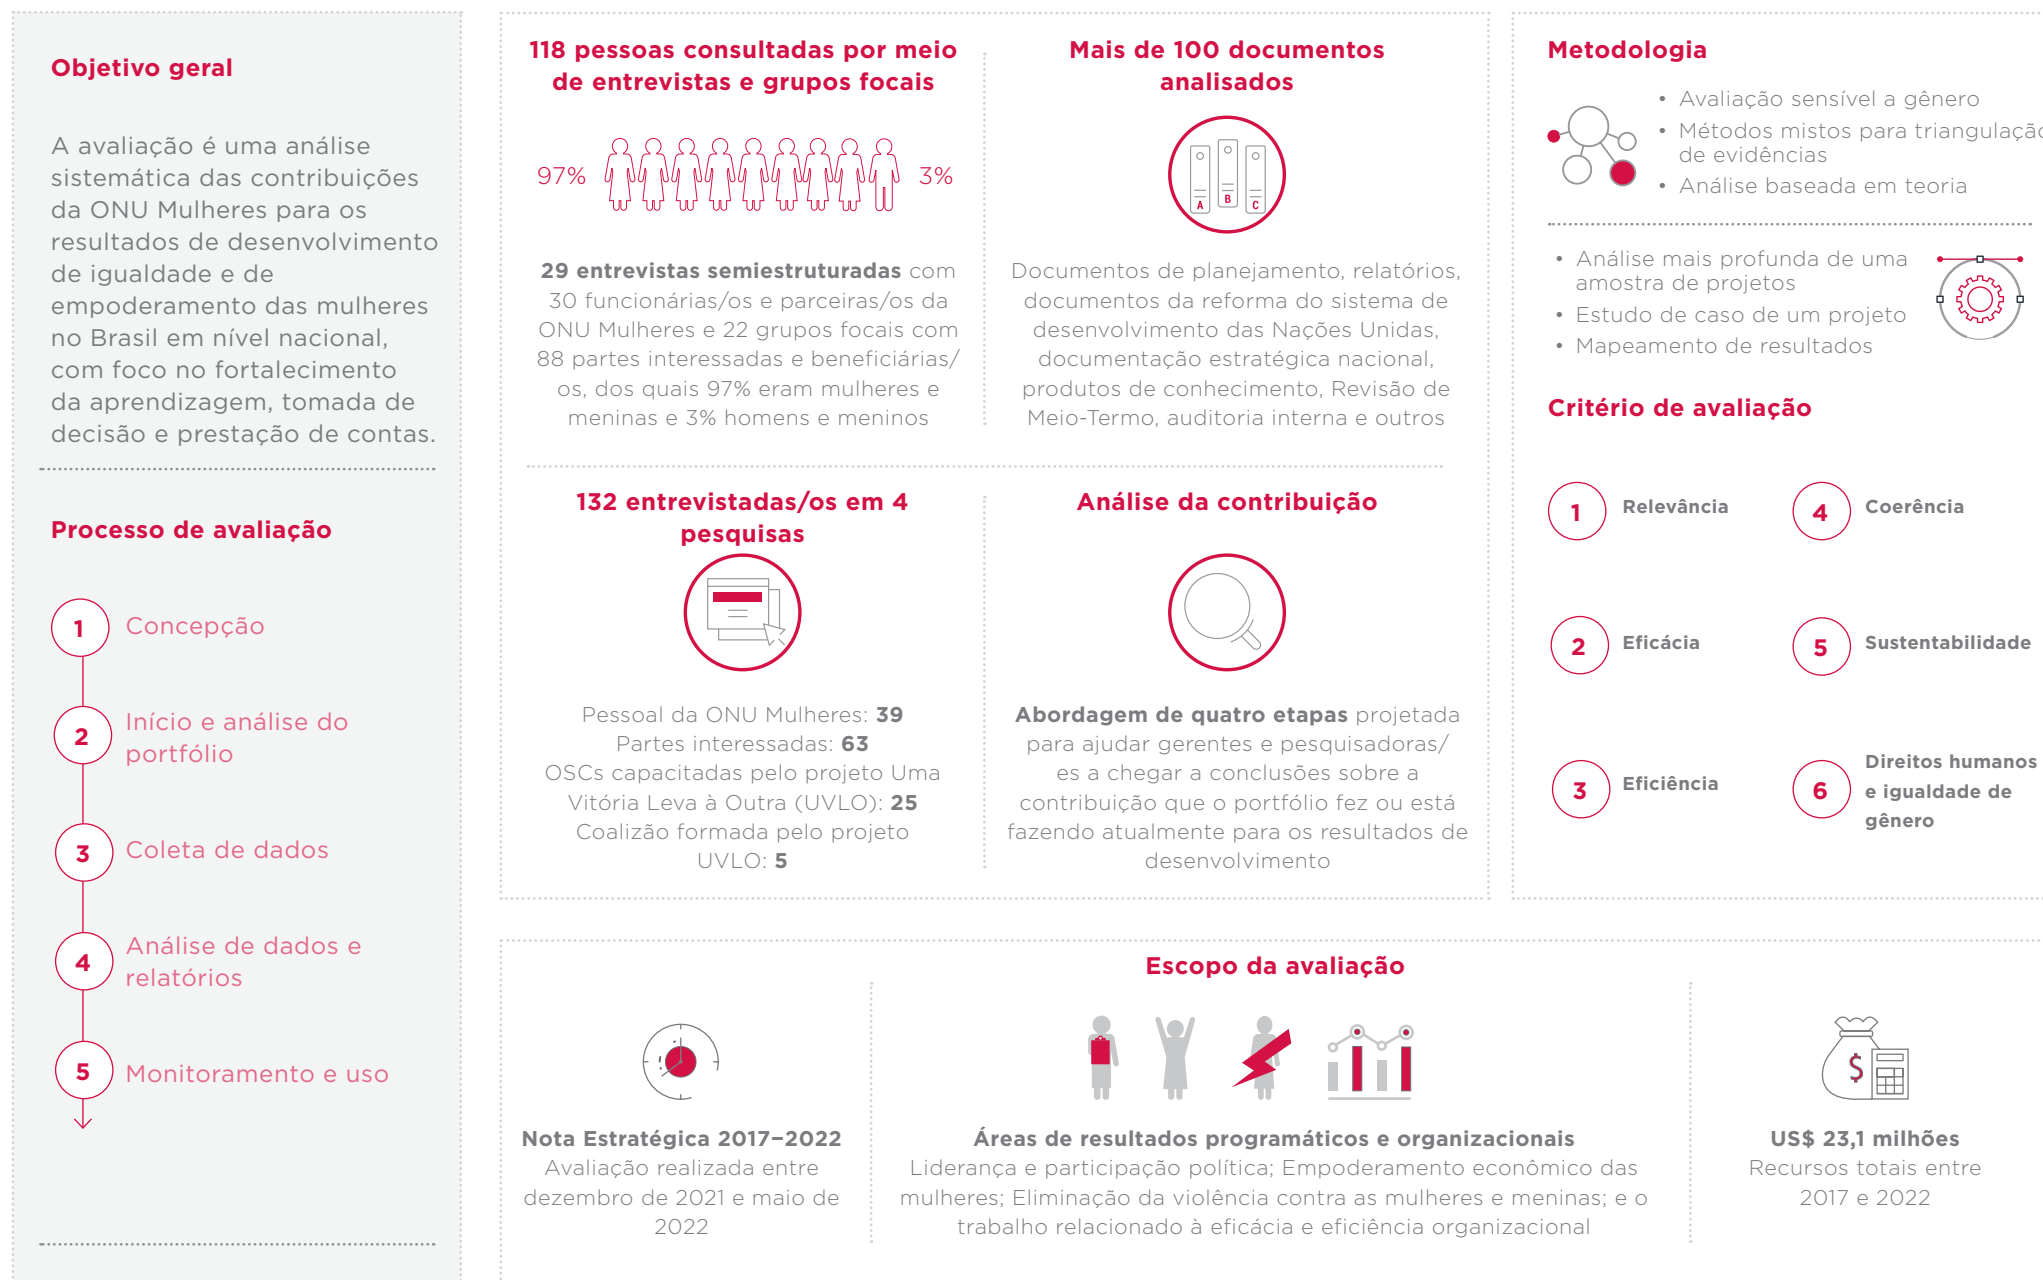 Objetivo geral
A avaliação é uma análise
sistemática das contribuições
da ONU Mulheres para os
resultados de desenvolvimento
de igualdade e de
empoderamento das mulheres
no Brasil em nível nacional,
com foco no fortalecimento
da aprendizagem, tomada de
decisão e prestação de contas.
Processo de avaliação
1 Concepção
2 Início e análise do
portfólio
3 Coleta de dados
4 Análise de dados e
relatórios
5 Monitoramento e uso
118 pessoas consultadas por meio
de entrevistas e grupos focais
97% 3%
29 entrevistas semiestruturadas com
30 funcionárias/os e parceiras/os da
ONU Mulheres e 22 grupos focais com
88 partes interessadas e beneficiárias/
os, dos quais 97% eram mulheres e
meninas e 3% homens e meninos
Mais de 100 documentos
analisados
A B C
Documentos de planejamento, relatórios,
documentos da reforma do sistema de
desenvolvimento das Nações Unidas,
documentação estratégica nacional,
produtos de conhecimento, Revisão de
Meio-Termo, auditoria interna e outros
132 entrevistadas/os em 4
pesquisas
Pessoal da ONU Mulheres: 39
Partes interessadas: 63
OSCs capacitadas pelo projeto Uma
Vitória Leva à Outra (UVLO): 25
Coalizão formada pelo projeto
UVLO: 5
Análise da contribuição
Abordagem de quatro etapas projetada
para ajudar gerentes e pesquisadoras/
es a chegar a conclusões sobre a
contribuição que o portfólio fez ou está
fazendo atualmente para os resultados de
desenvolvimento
Metodologia
• Avaliação sensível a gênero
• Métodos mistos para triangulação
de evidências
• Análise baseada em teoria
• Análise mais profunda de uma
amostra de projetos
• Estudo de caso de um projeto
• Mapeamento de resultados
Critério de avaliação
1 Relevância
2 Eficácia
3 Eficiência
4 Coerência
5 Sustentabilidade
6 Direitos humanos
e igualdade de
gênero
Escopo da avaliação
Nota Estratégica 2017–2022
Avaliação realizada entre
dezembro de 2021 e maio de
2022
Áreas de resultados programáticos e organizacionais
Liderança e participação política; Empoderamento econômico das
mulheres; Eliminação da violência contra as mulheres e meninas; e o
trabalho relacionado à eficácia e eficiência organizacional
$
US$ 23,1 milhões
Recursos totais entre
2017 e 2022